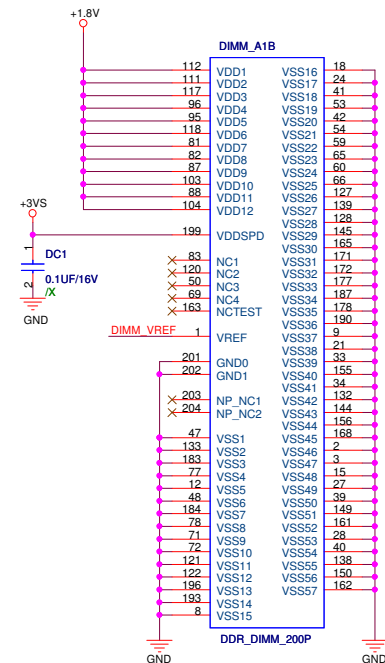 +1.8V
DIMM_A1B
112 VDD1 VSS16 18
111 VDD2 VSS17 24
117 VDD3 VSS18 41
96 VDD4 VSS19 53
95 VDD5 VSS20 42
118 VDD6 VSS21 54
81 VDD7 VSS22 59
82 VDD8 VSS23 65
87 VDD9 VSS24 60
103 VDD10 VSS25 66
88 VDD11 VSS26 127
104 VDD12 VSS27 139
+3VS
VSS28 128
199 VDDSPD VSS29 145
VSS30 165
1
DC1
2
0.1UF/16V
/X
GND
83 NC1 VSS31 171
120 NC2 VSS32 172
50 NC3 VSS33 177
69 NC4 VSS34 187
163 NCTEST VSS35 178
VSS36 190
DIMM_VREF 1 VREF VSS37 9
VSS38 21
201 GND0 VSS39 33
202 GND1 VSS40 155
VSS41 34
203 NP_NC1 VSS42 132
204 NP_NC2 VSS43 144
VSS44 156
47 VSS1 VSS45 168
133 VSS2 VSS46 2
183 VSS3 VSS47 3
77 VSS4 VSS48 15
12 VSS5 VSS49 27
48 VSS6 VSS50 39
184 VSS7 VSS51 149
78 VSS8 VSS52 161
71 VSS9 VSS53 28
72 VSS10 VSS54 40
121 VSS11 VSS55 138
122 VSS12 VSS56 150
196 VSS13 VSS57 162
193 VSS14
8 VSS15
DDR_DIMM_200P
GND
GND